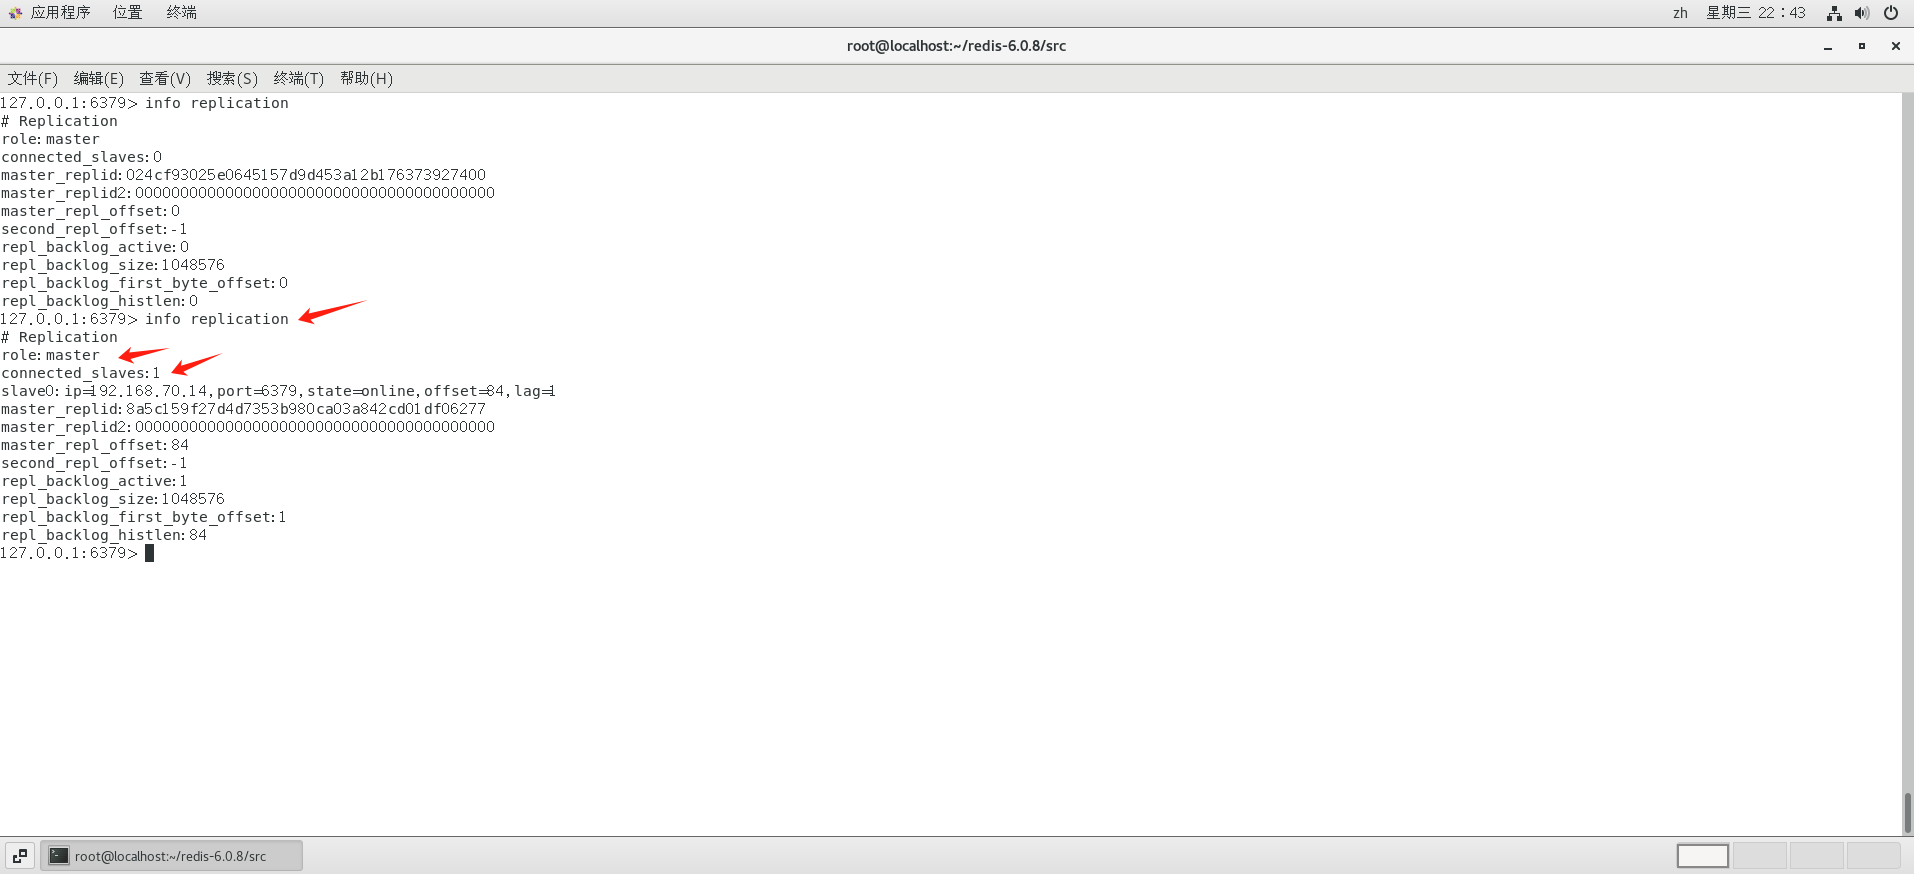 应用程序 位置 终端 zh 星期三 22:43
root@localhost:~/redis-6.0.8/src
文件(F) 编辑(E) 查看(V) 搜索(S) 终端(T) 帮助(H)
127.0.0.1:6379> info replication
# Replication
role:master
connected_slaves:0
master_replid:024cf93025e0645157d9d453a12b176373927400
master_replid2:0000000000000000000000000000000000000000
master_repl_offset:0
second_repl_offset:-1
repl_backlog_active:0
repl_backlog_size:1048576
repl_backlog_first_byte_offset:0
repl_backlog_histlen:0
127.0.0.1:6379> info replication
# Replication
role:master
connected_slaves:1
slave0:ip=192.168.70.14,port=6379,state=online,offset=84,lag=1
master_replid:8a5c159f27d4d7353b980ca03a842cd01df06277
master_replid2:0000000000000000000000000000000000000000
master_repl_offset:84
second_repl_offset:-1
repl_backlog_active:1
repl_backlog_size:1048576
repl_backlog_first_byte_offset:1
repl_backlog_histlen:84
127.0.0.1:6379>
root@localhost:~/redis-6.0.8/src